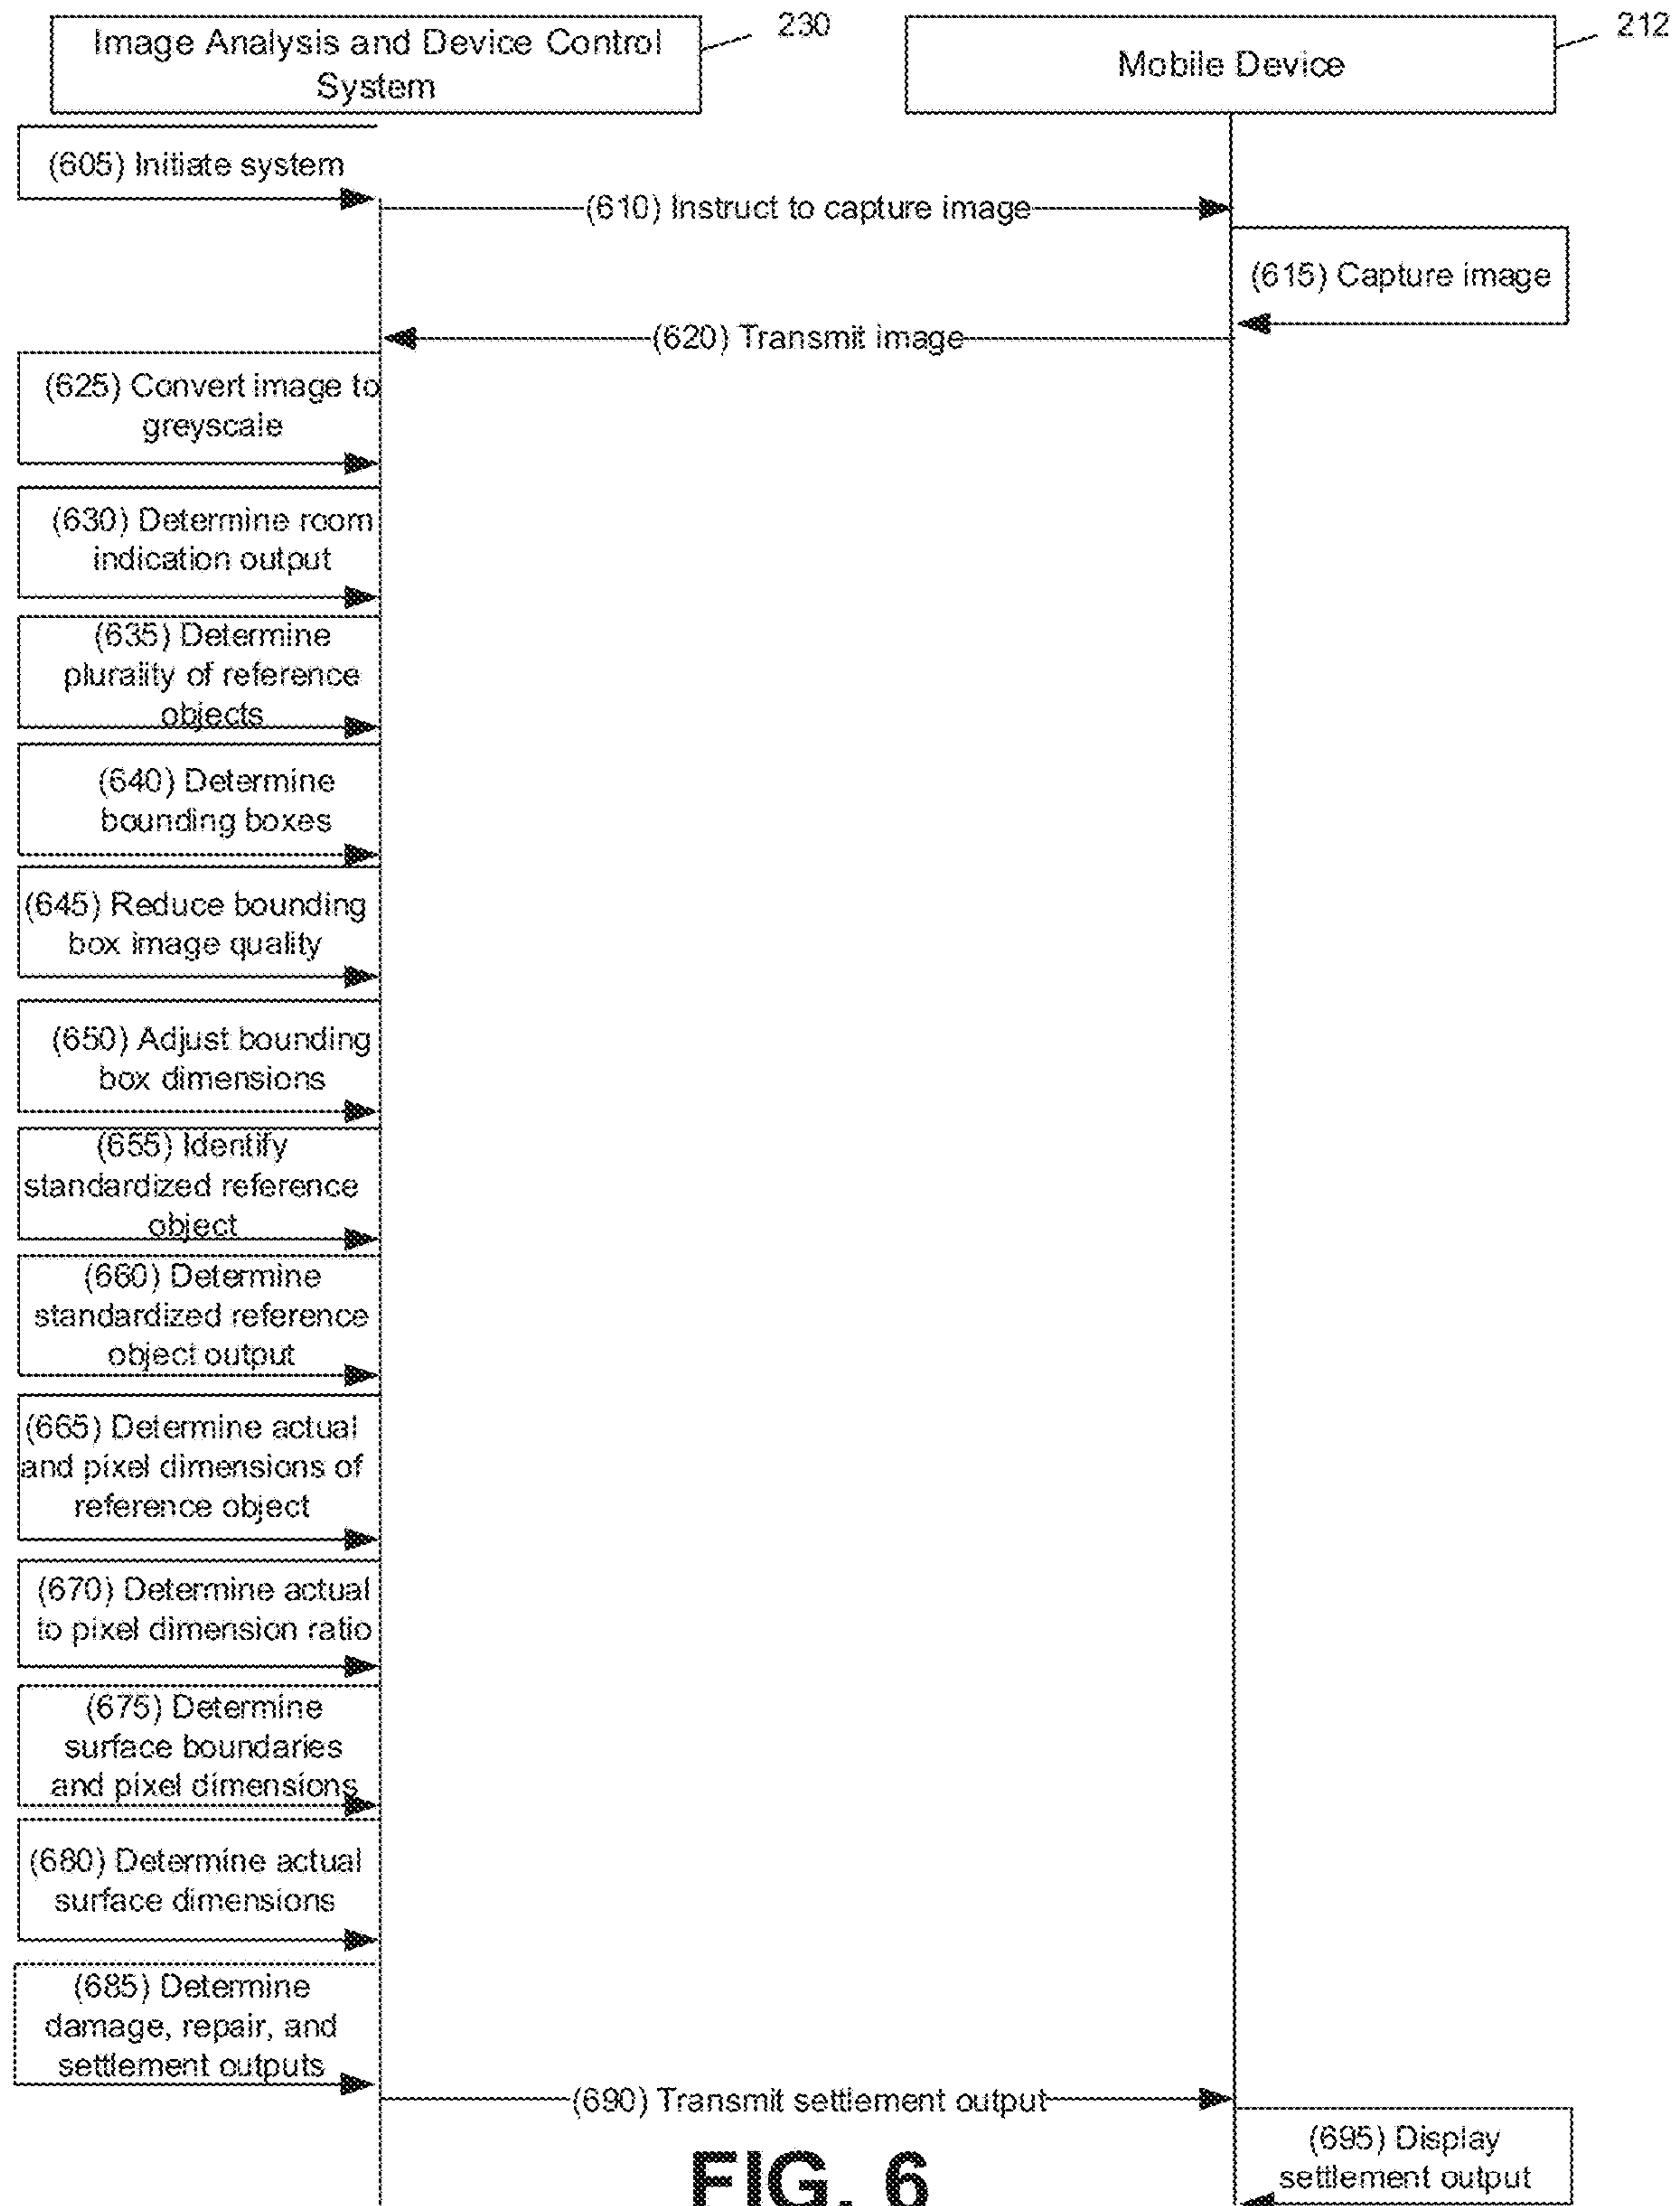 Image Analysis and Device Control
System
230
Mobile Device
212
(605) Initiate system
(610) Instruct to capture image
(615) Capture image
(620) Transmit image
(625) Convert image to
greyscale
(630) Determine room
indication output
(635) Determine
plurality of reference
objects
(640) Determine
bounding boxes
(645) Reduce bounding
box image quality
(650) Adjust bounding
box dimensions
(655) Identify
standardized reference
object
(660) Determine
standardized reference
object output
(665) Determine actual
and pixel dimensions of
reference object
(670) Determine actual
to pixel dimension ratio
(675) Determine
surface boundaries
and pixel dimensions
(680) Determine actual
surface dimensions
(685) Determine
damage, repair, and
settlement outputs
(690) Transmit settlement output
(695) Display
settlement output
FIG. 6